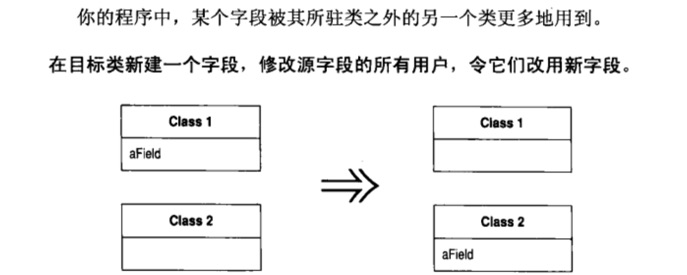 你的程序中，某个字段被其所驻类之外的另一个类更多地用到。
在目标类新建一个字段，修改源字段的所有用户，令它们改用新字段。
Class 1
aField
Class 2
Class 1
Class 2
aField